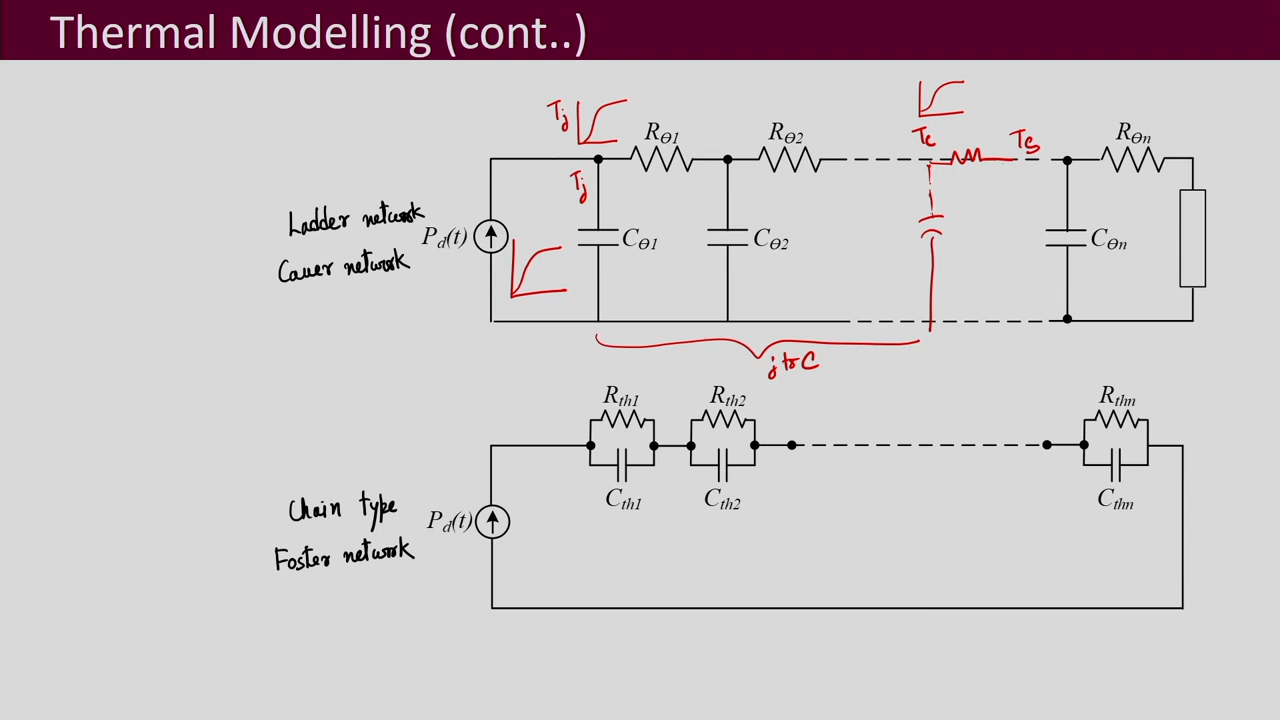 Thermal Modelling (cont..)
Tj
Tj
RΘ1
RΘ2
Tc
Ts
RΘn
Ladder network
Cauer network
Pd(t)
CΘ1
CΘ2
CΘn
j to C
Rth1
Rth2
Rthn
Chain type
Foster network
Pd(t)
Cth1
Cth2
Cthn